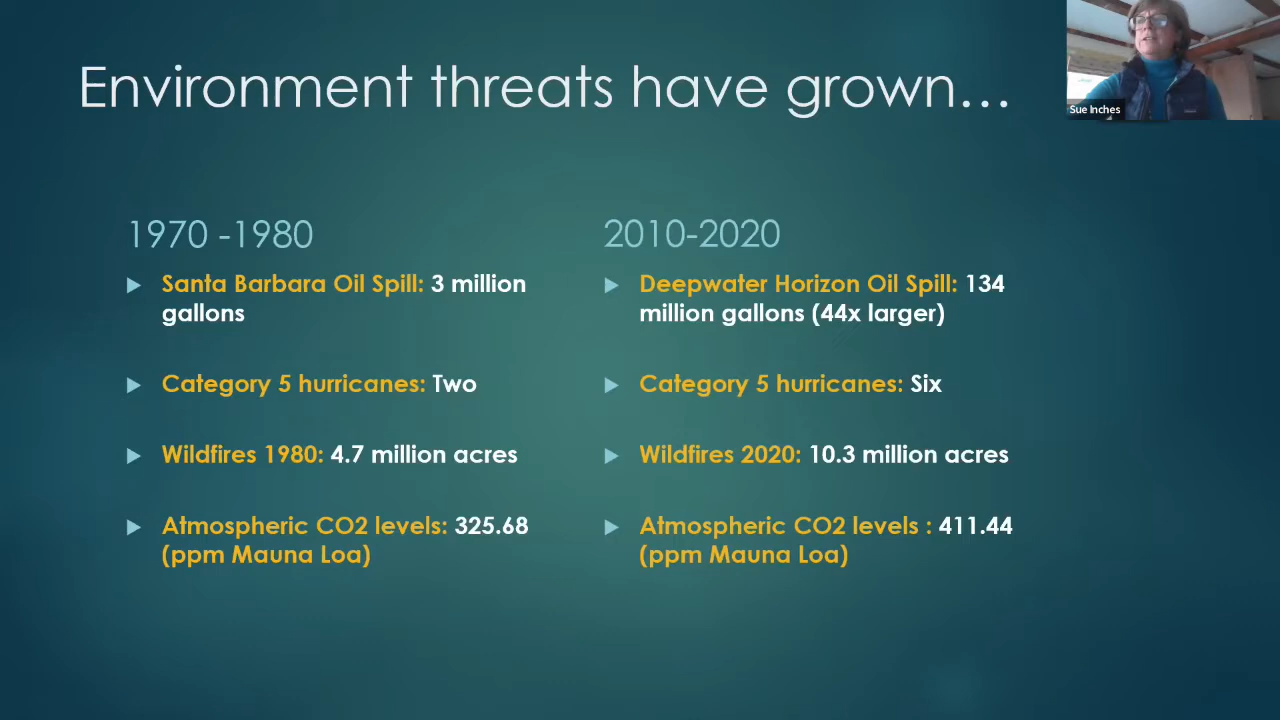 Environment threats have grown…
Sue Inches
1970 -1980
Santa Barbara Oil Spill: 3 million
gallons
Category 5 hurricanes: Two
Wildfires 1980: 4.7 million acres
Atmospheric CO2 levels: 325.68
(ppm Mauna Loa)
2010-2020
Deepwater Horizon Oil Spill: 134
million gallons (44x larger)
Category 5 hurricanes: Six
Wildfires 2020: 10.3 million acres
Atmospheric CO2 levels : 411.44
(ppm Mauna Loa)